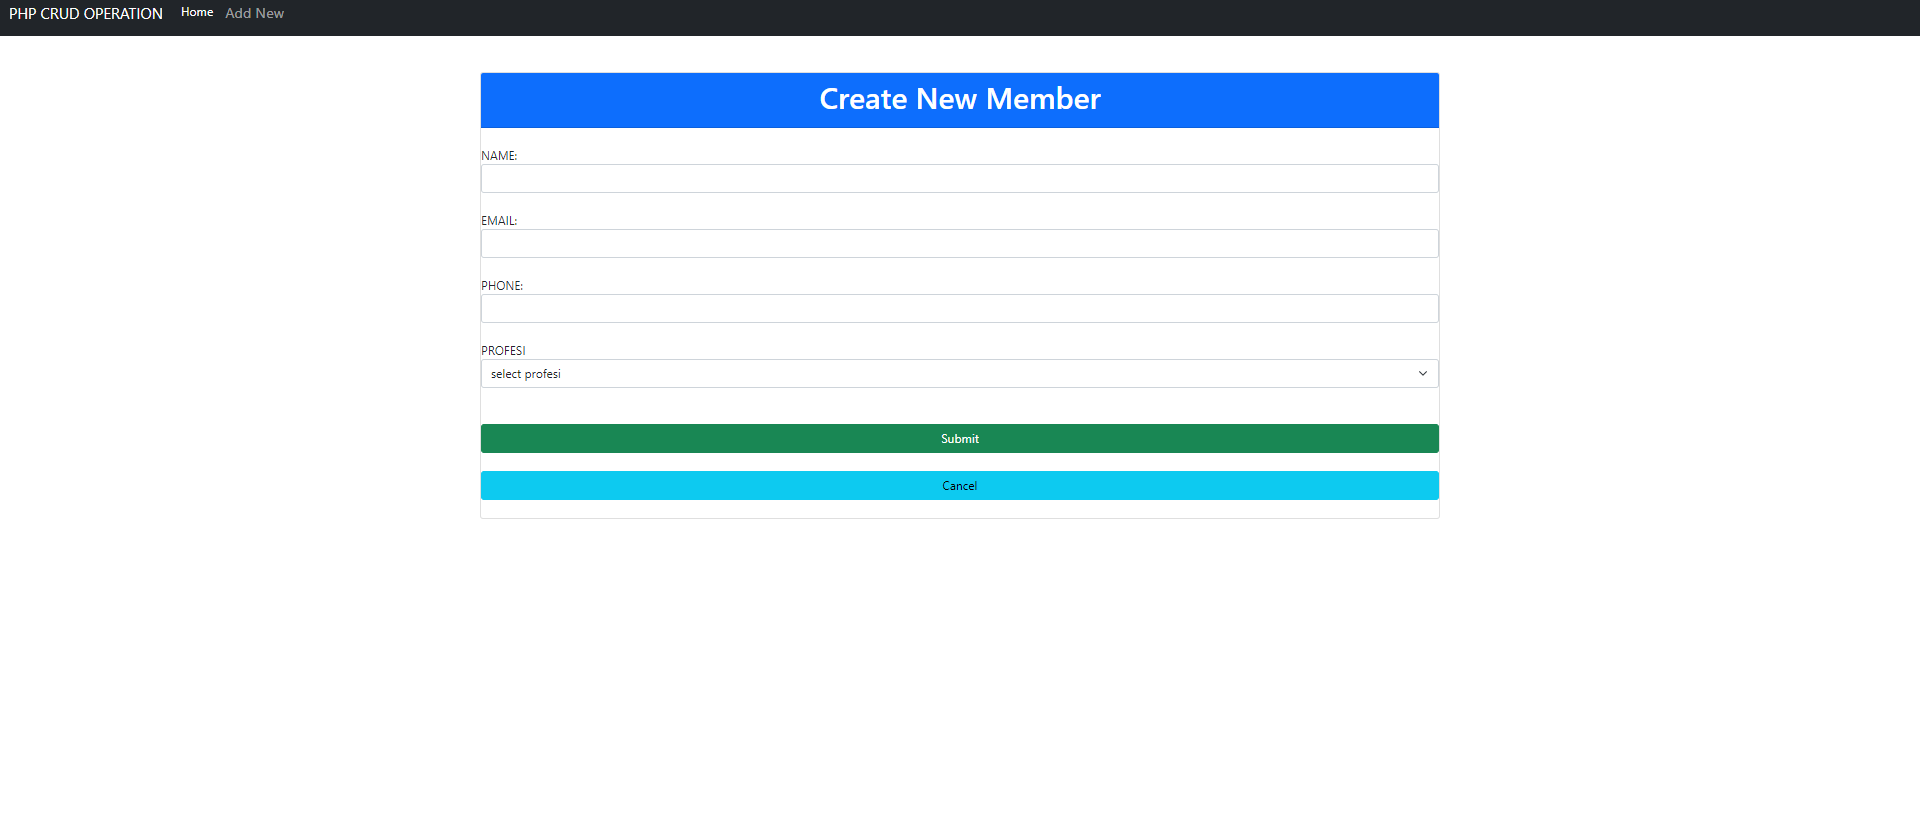 PHP CRUD OPERATION Home Add New
Create New Member
NAME:
EMAIL:
PHONE:
PROFESI
select profesi
Submit
Cancel